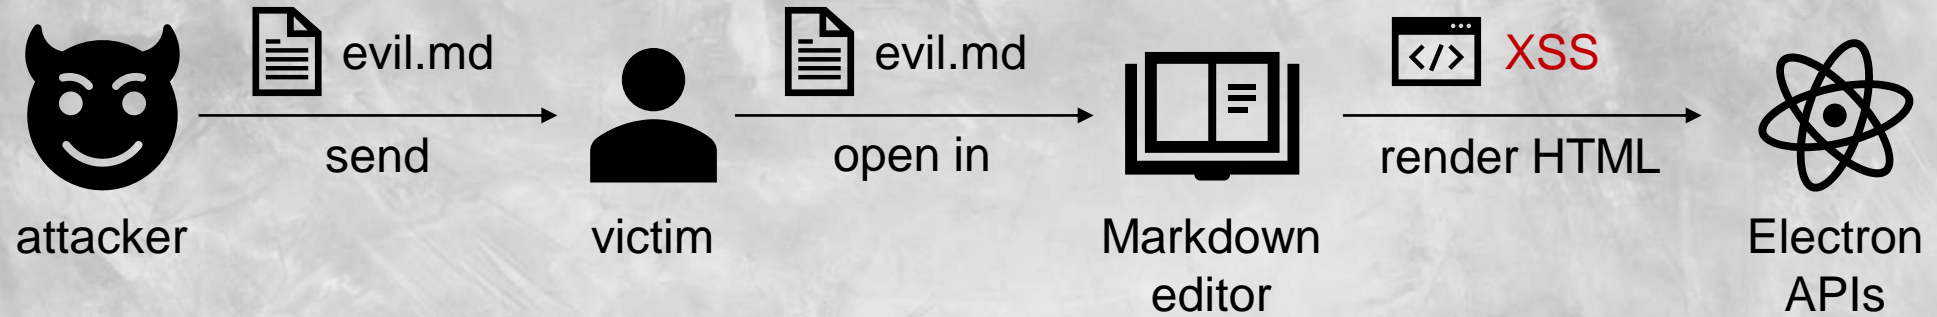 evil.md
send
evil.md
open in
</> XSS
render HTML
attacker
victim
Markdown
editor
Electron
APIs